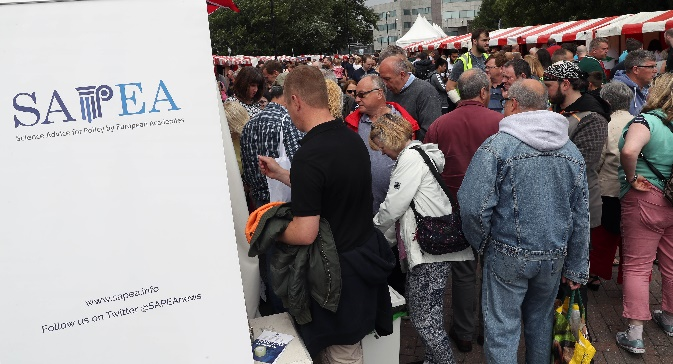 SAPEA
Science Advice for Policy by European Academies
www.sapea.info
Follow us on Twitter @SAPEAnews